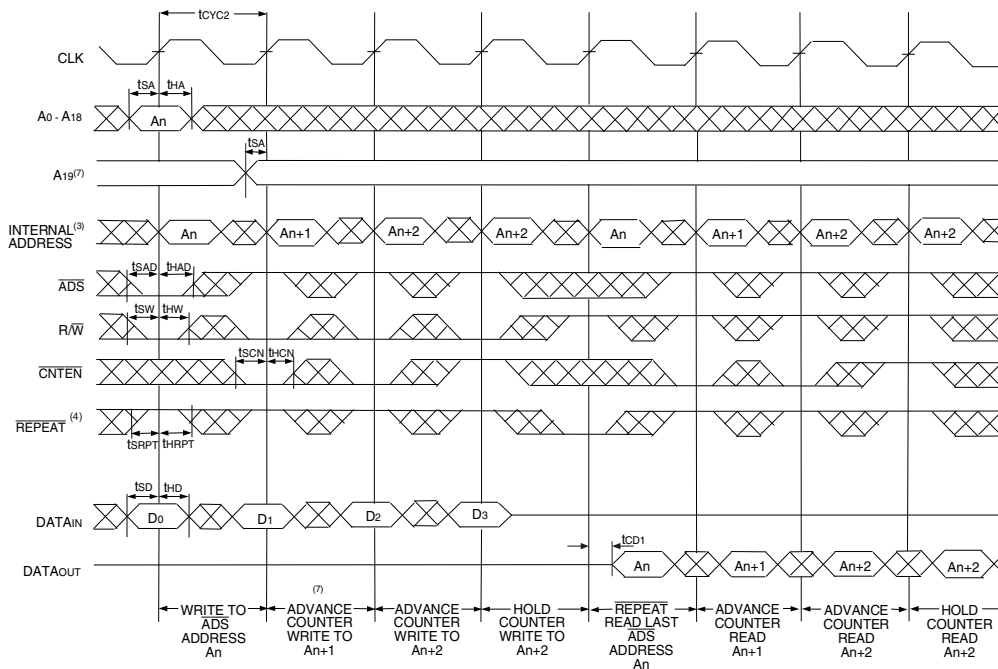 tCYC2
CLK
tSA tHA
A0 - A18
An
tSA
A19(7)
INTERNAL(3)
ADDRESS
An An+1 An+2 An+2 An An+1 An+2 An+2
tSAD tHAD
ADS
tSW tHW
R/W
tSCN tHCN
CNTEN
REPEAT (4)
tSRPT tHRPT
tSD tHD
DATAIN
D0 D1 D2 D3
tCD1
DATAOUT
An An+1 An+2 An+2
WRITE TO
ADS
ADDRESS
An
(7)
ADVANCE
COUNTER
WRITE TO
An+1
ADVANCE
COUNTER
WRITE TO
An+2
HOLD
COUNTER
WRITE TO
An+2
REPEAT
READ LAST
ADS
ADDRESS
An
ADVANCE
COUNTER
READ
An+1
ADVANCE
COUNTER
READ
An+2
HOLD
COUNTER
READ
An+2